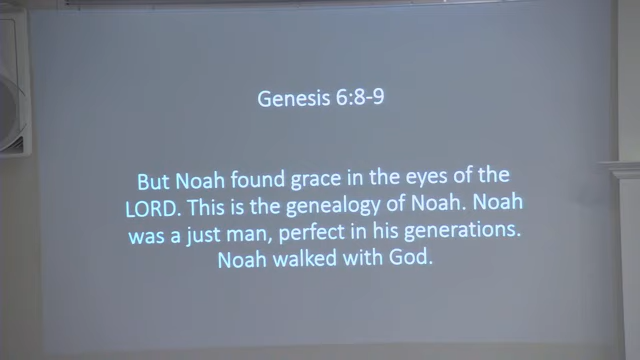 Genesis 6:8-9
But Noah found grace in the eyes of the
LORD. This is the genealogy of Noah. Noah
was a just man, perfect in his generations.
Noah walked with God.